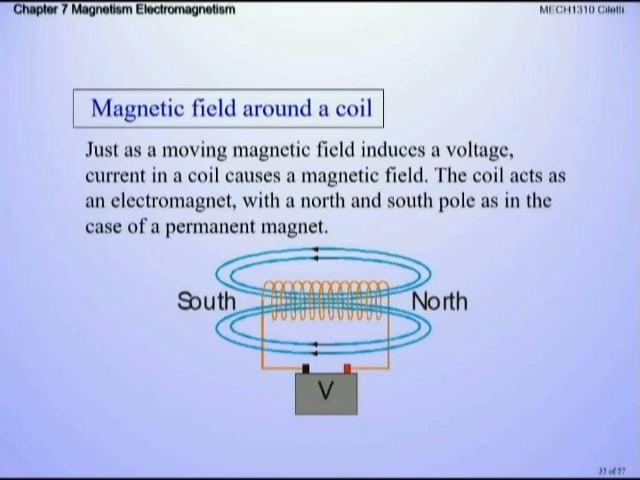 Chapter 7 Magnetism Electromagnetism
MECH1310 Ciletti
Magnetic field around a coil
Just as a moving magnetic field induces a voltage,
current in a coil causes a magnetic field. The coil acts as
an electromagnet, with a north and south pole as in the
case of a permanent magnet.
South
North
V
35 of 37